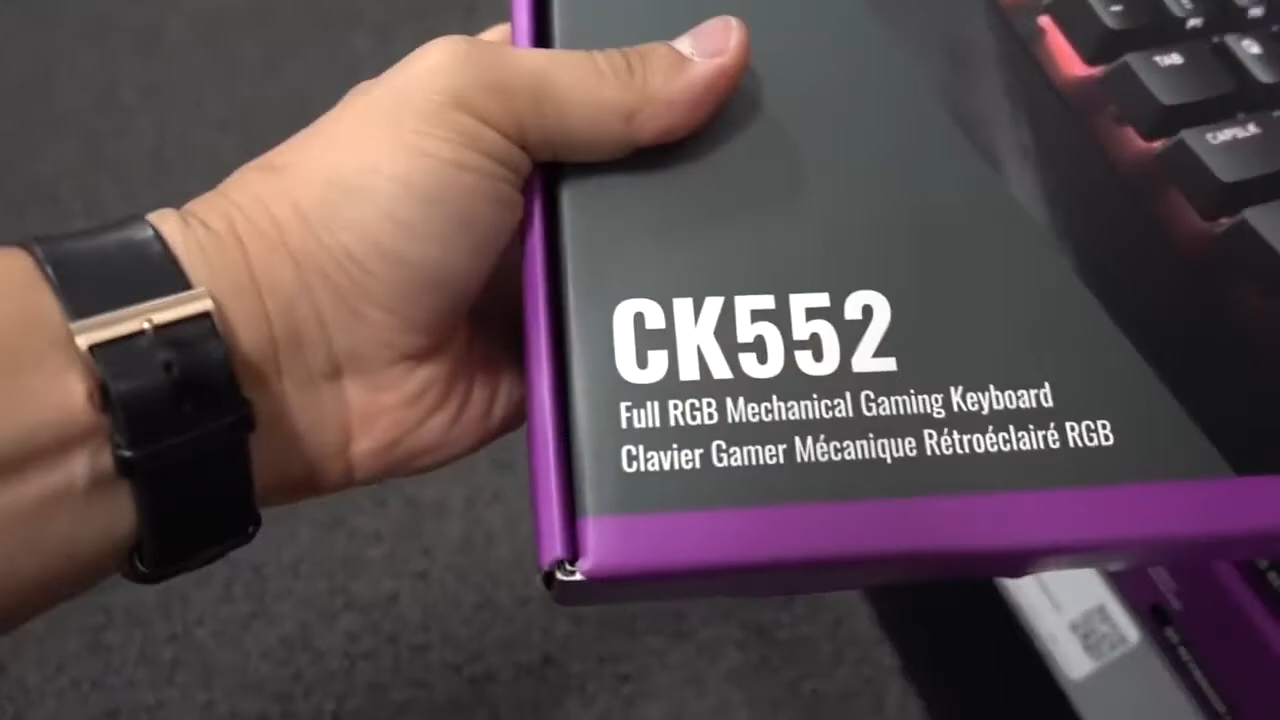 TAB
CAPSLK
CK552
Full RGB Mechanical Gaming Keyboard
Clavier Gamer Mécanique Rétroéclairé RGB